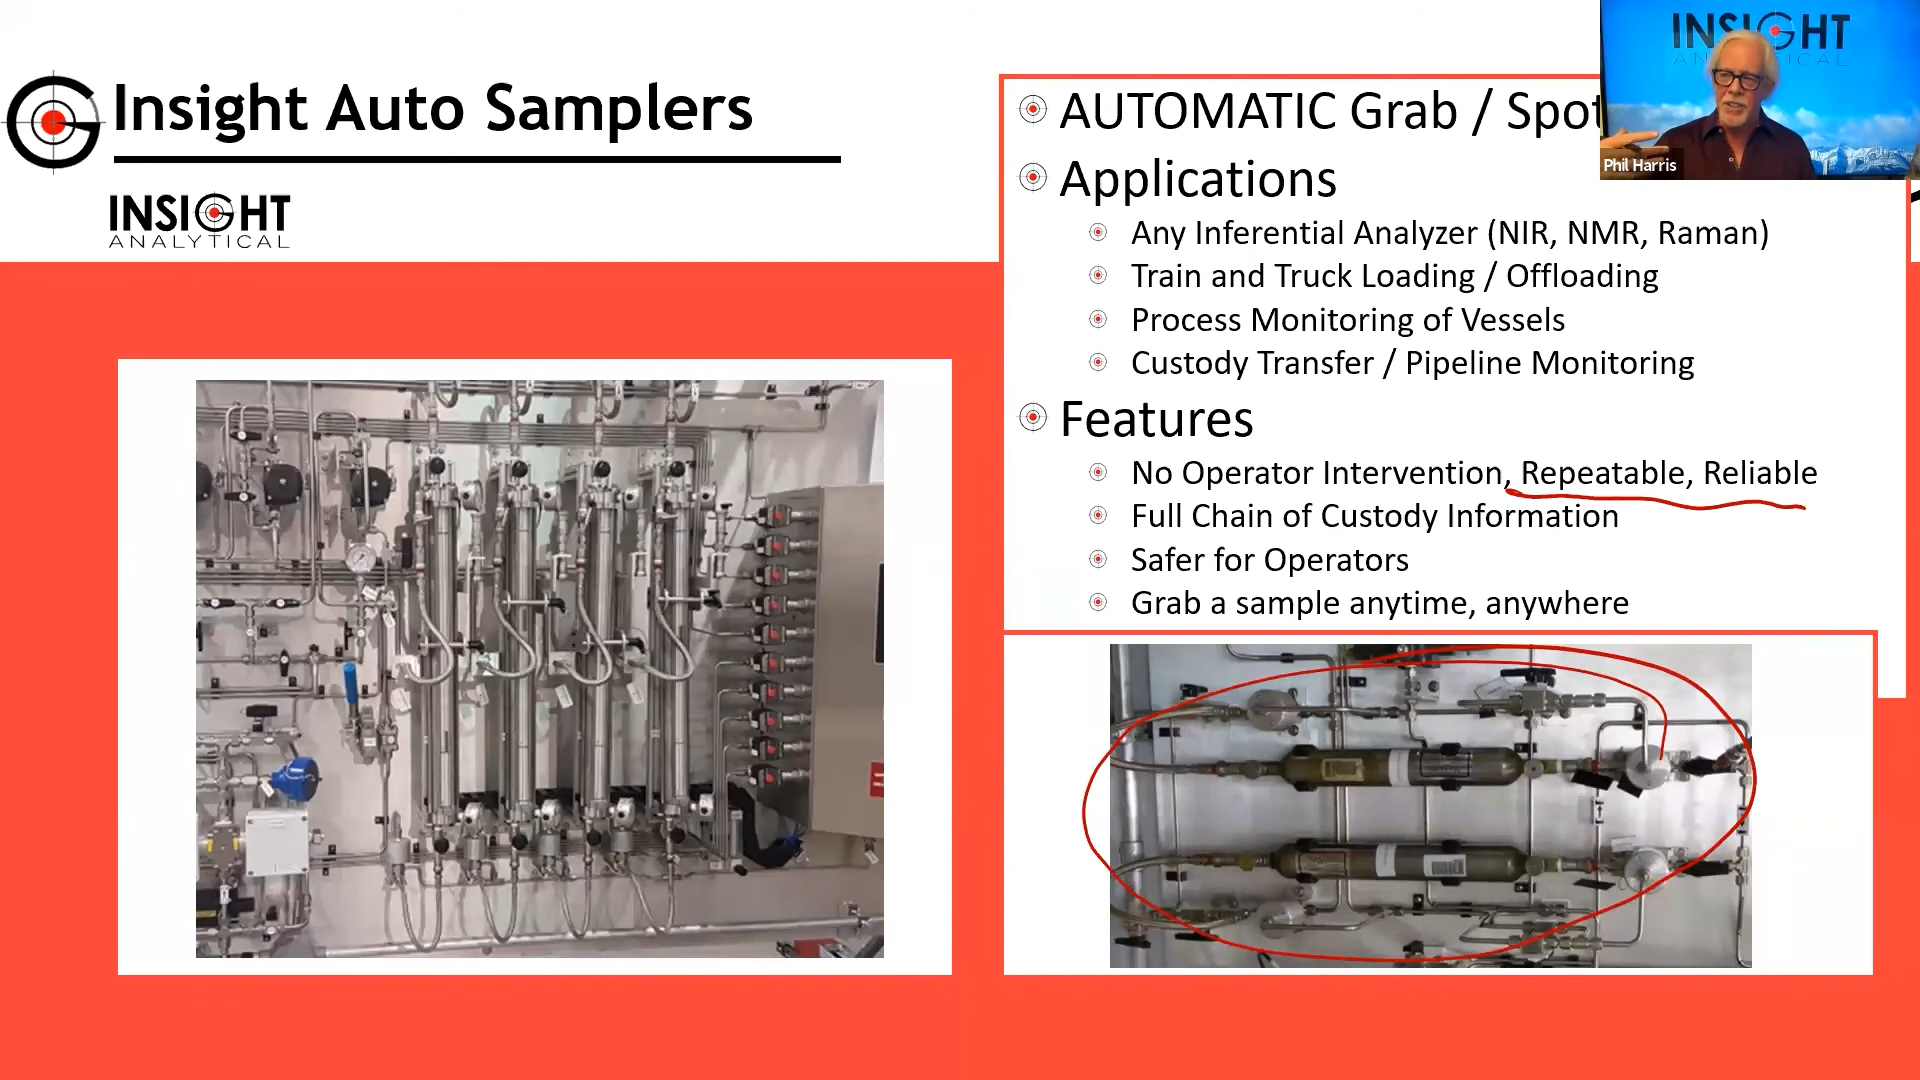 Insight Auto Samplers
INSIGHT
ANALYTICAL
AUTOMATIC Grab / Spot
Applications
Any Inferential Analyzer (NIR, NMR, Raman)
Train and Truck Loading / Offloading
Process Monitoring of Vessels
Custody Transfer / Pipeline Monitoring
Features
No Operator Intervention, Repeatable, Reliable
Full Chain of Custody Information
Safer for Operators
Grab a sample anytime, anywhere
INSIGHT
Phil Harris